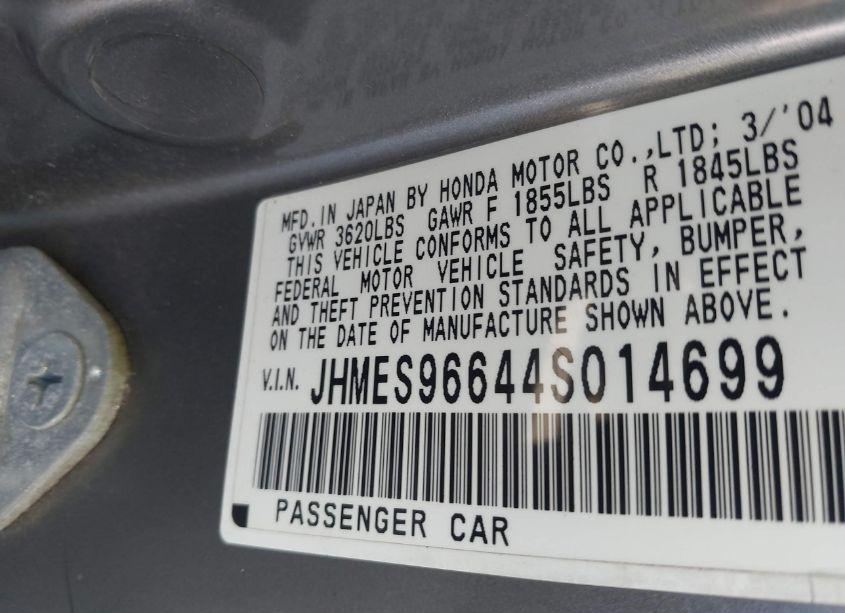 MFD. IN JAPAN BY HONDA MOTOR CO.,LTD; 3/'04
GVWR 3620LBS GAWR F 1855LBS R 1845LBS
THIS VEHICLE CONFORMS TO ALL APPLICABLE
FEDERAL MOTOR VEHICLE SAFETY, BUMPER,
AND THEFT PREVENTION STANDARDS IN EFFECT
ON THE DATE OF MANUFACTURE SHOWN ABOVE.
V.I.N. JHMES96644S014699
PASSENGER CAR